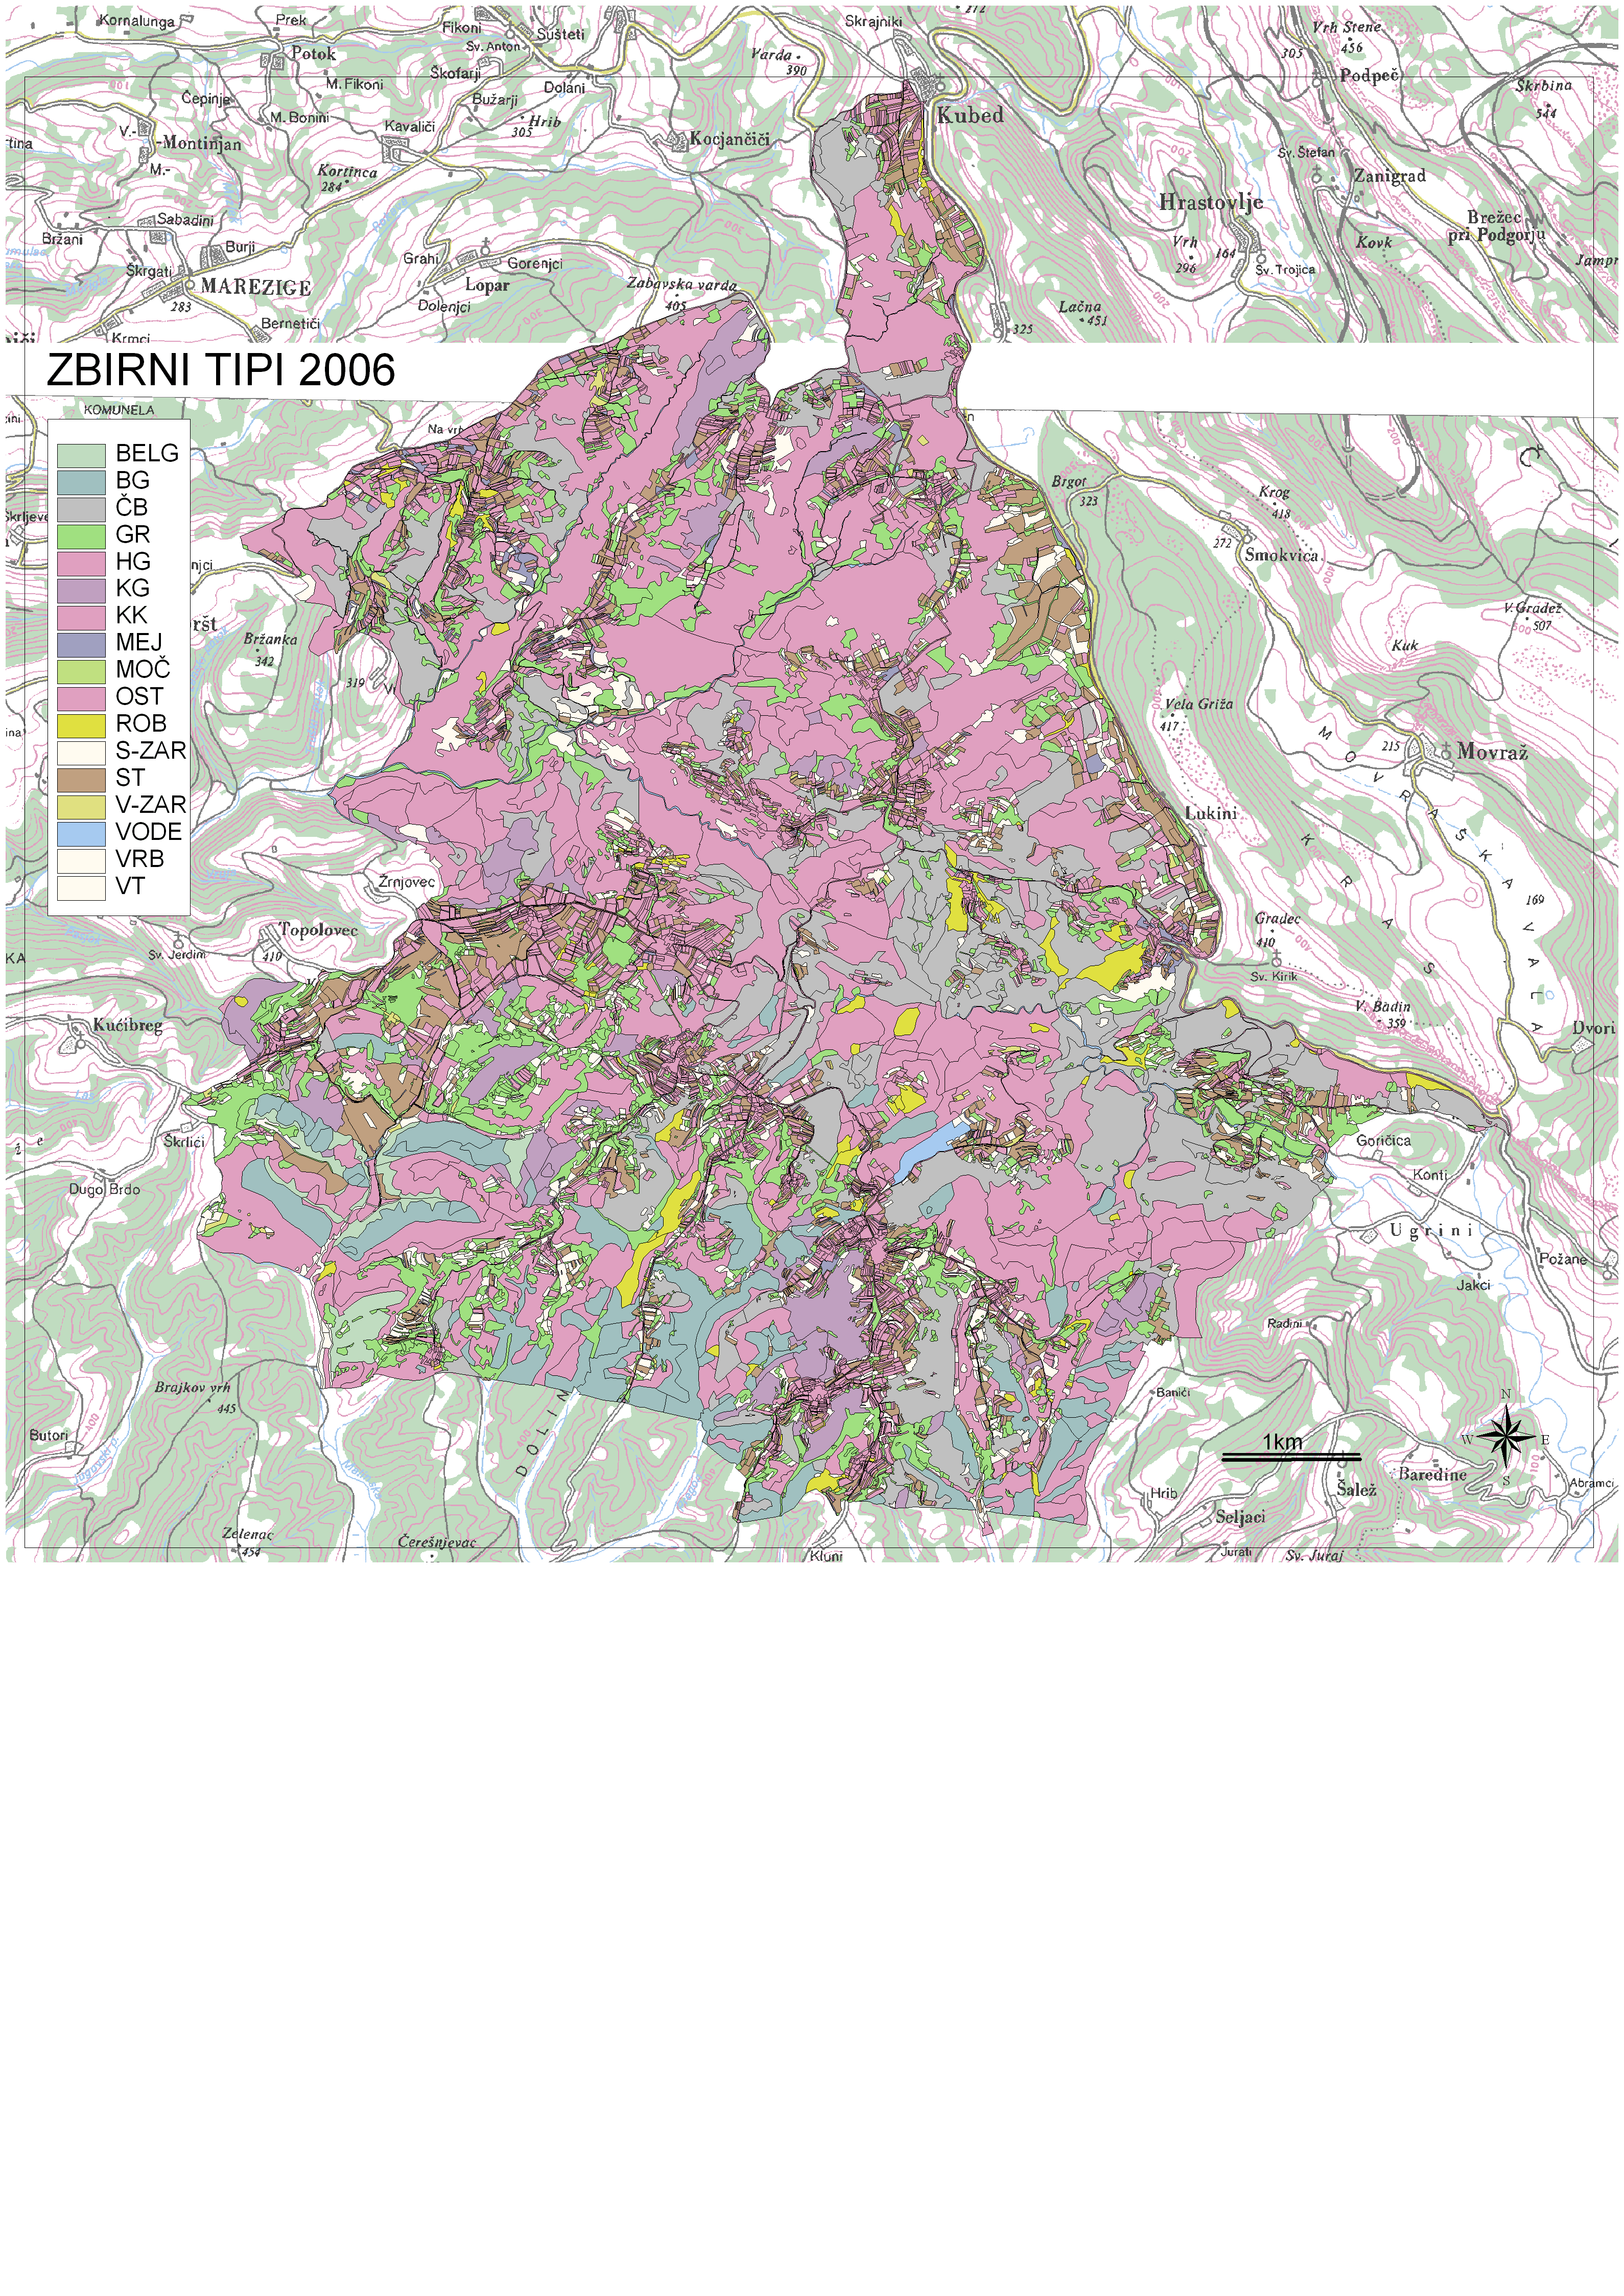 Kornalunga
Prek
Fikoni
Sušteti
Skrajniki
Vrh Stene
456
Potok
Sv. Anton
Varda
390
305
Podpeč
Škofarji
Dolani
Škrbina
544
M. Fikoni
Čepinje
Bužarji
Kubed
M. Bonini
Kavaliči
Hrib
305
V.-
Montinjan
M.-
Kocjančiči
Sv. Štefan
Zanigrad
Kortinca
284
Hrastovlje
Sabadini
Brežec
pri Podgorju
Bržani
Burji
Grahi
Gorenjci
Vrh
296
164
Kovk
Škrgati
Lopar
Sv. Trojica
MAREZIGE
Zabavska varda
405
283
Dolenjci
Lačna
451
Bernetiči
325
Krmci
ZBIRNI TIPI 2006
KOMUNELA
BELG
BG
ČB
GR
HG
KG
KK
MEJ
MOČ
OST
ROB
S-ZAR
ST
V-ZAR
VODE
VRB
VT
Brgot
323
Krog
418
272
Smokvica
V. Gradež
507
Bržanka
342
Kuk
319
Vela Griža
417
215
Movraž
MOVRAŠKA VALA
Lukini
KRAS
Žrnjovec
169
Topolovec
410
Gradec
410
Sv. Jerdim
Sv. Kirik
V. Badin
359
Kućibreg
Dvori
Škrlići
Goričica
Dugo Brdo
Konti
Ugrini
Požane
Jakci
Radini
Brajkov vrh
445
Banići
Butori
DOLIN
N
W
E
S
1km
Baredine
Abramci
Šalež
Hrib
Seljaci
Zelenac
454
Čerešnjevac
Kluni
Jurati
Sv. Juraj